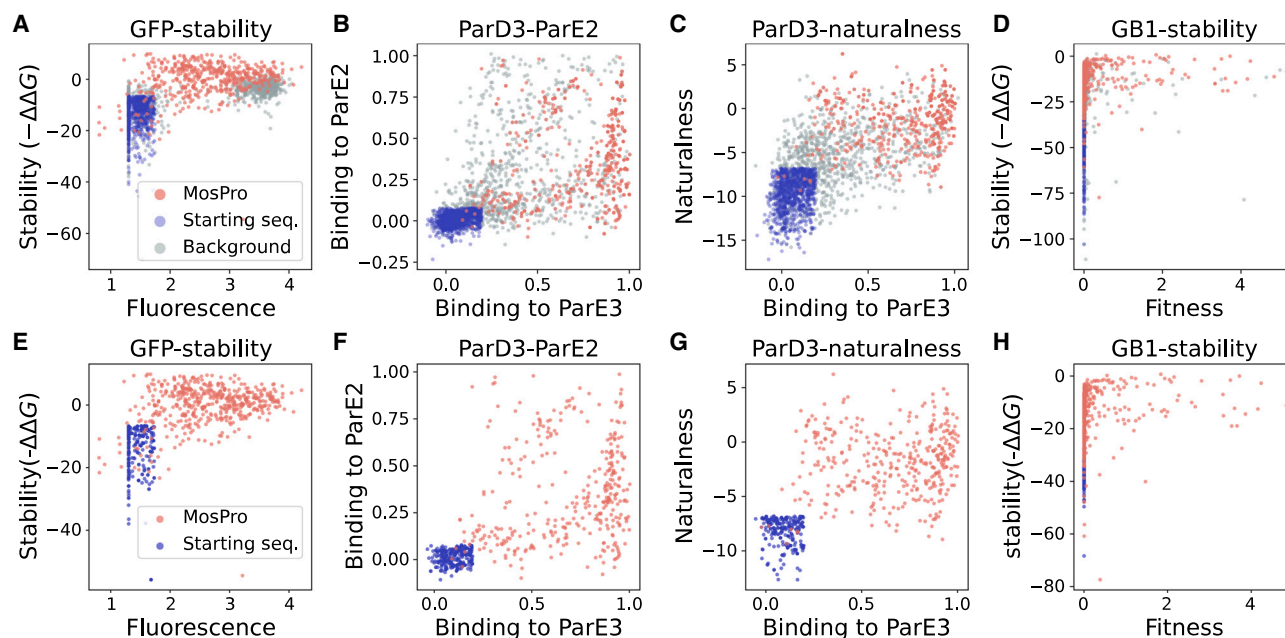 A GFP-stability
Stability (−ΔΔG)
0
−20
−40
−60
MosPro
Starting seq.
Background
1 2 3 4
Fluorescence
B ParD3-ParE2
Binding to ParE2
1.00
0.75
0.50
0.25
0.00
−0.25
0.0 0.5 1.0
Binding to ParE3
C ParD3-naturalness
Naturalness
5
0
−5
−10
−15
0.0 0.5 1.0
Binding to ParE3
D GB1-stability
Stability (−ΔΔG)
0
−25
−50
−75
−100
0 2 4
Fitness
E GFP-stability
Stability(-ΔΔG)
0
−20
−40
MosPro
Starting seq.
1 2 3 4
Fluorescence
F ParD3-ParE2
Binding to ParE2
1.00
0.75
0.50
0.25
0.00
0.0 0.5 1.0
Binding to ParE3
G ParD3-naturalness
Naturalness
5
0
−5
−10
0.0 0.5 1.0
Binding to ParE3
H GB1-stability
stability(-ΔΔG)
0
−20
−40
−60
−80
0 2 4
Fitness